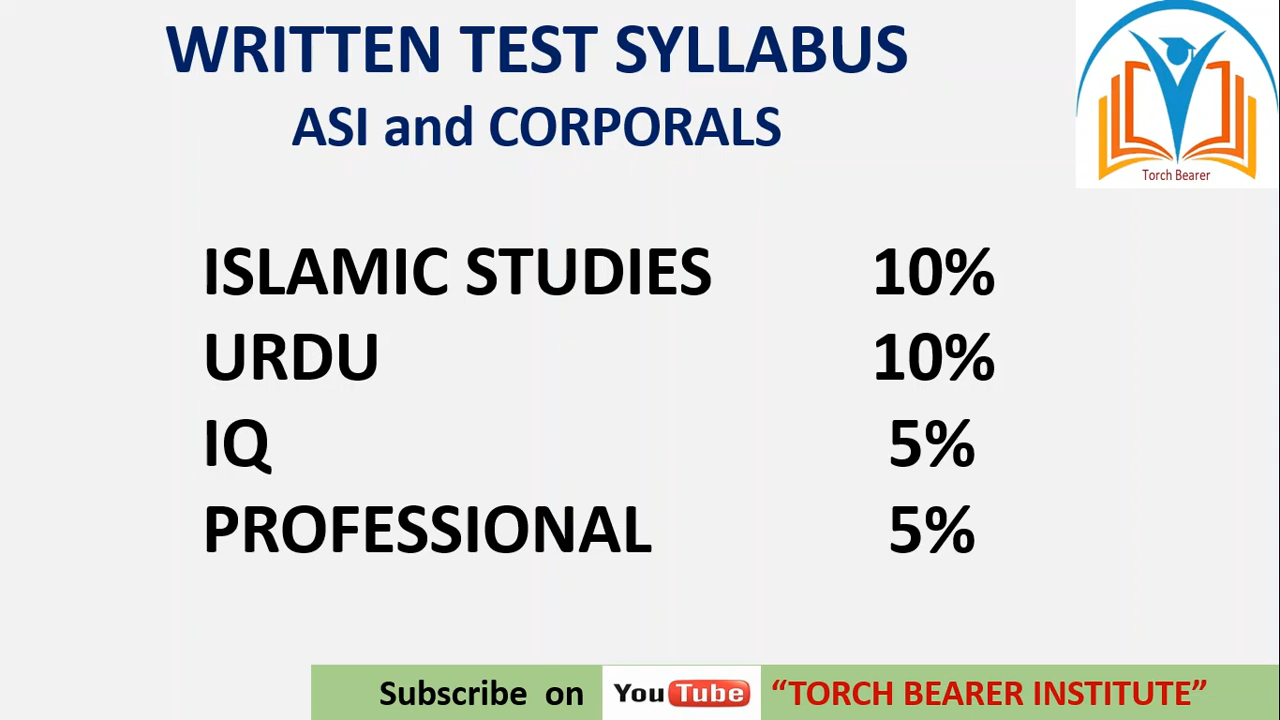 WRITTEN TEST SYLLABUS
ASI and CORPORALS
Torch Bearer
ISLAMIC STUDIES 10%
URDU 10%
IQ 5%
PROFESSIONAL 5%
Subscribe on YouTube “TORCH BEARER INSTITUTE”